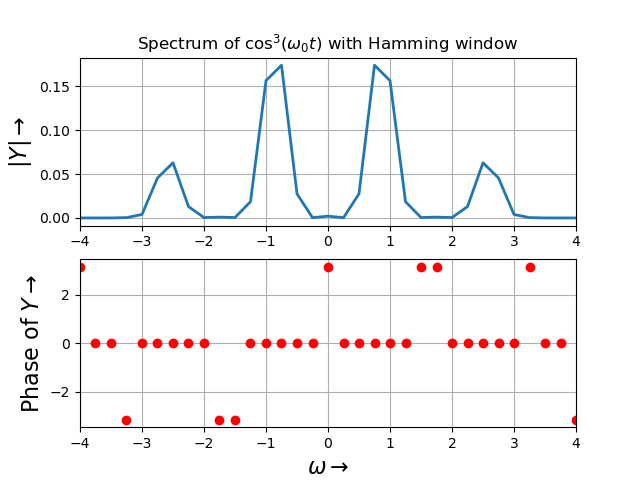 Spectrum of cos³(ω₀t) with Hamming window
|Y|→
0.15
0.10
0.05
0.00
−4 −3 −2 −1 0 1 2 3 4
Phase of Y→
2
0
−2
−4 −3 −2 −1 0 1 2 3 4
ω→